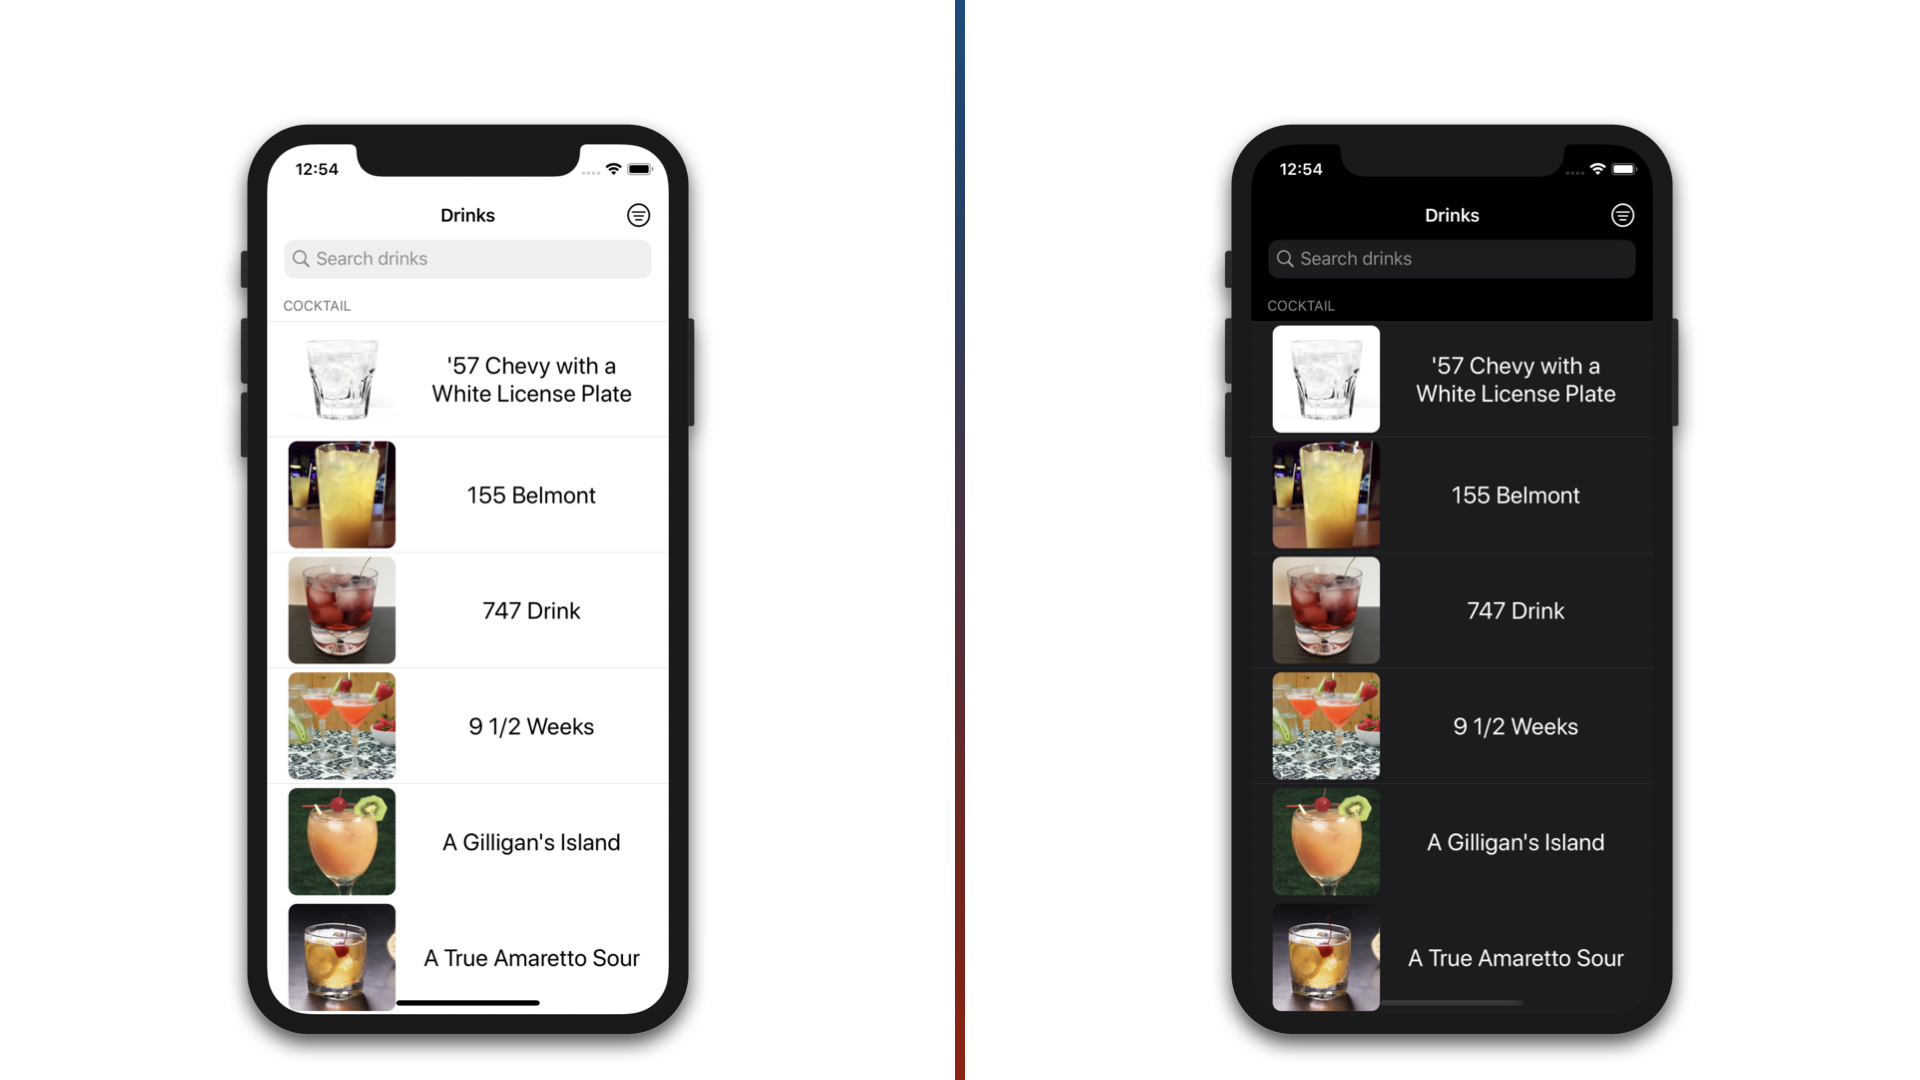 12:54
Drinks
Search drinks
COCKTAIL
'57 Chevy with a
White License Plate
155 Belmont
747 Drink
9 1/2 Weeks
A Gilligan's Island
A True Amaretto Sour
12:54
Drinks
Search drinks
COCKTAIL
'57 Chevy with a
White License Plate
155 Belmont
747 Drink
9 1/2 Weeks
A Gilligan's Island
A True Amaretto Sour